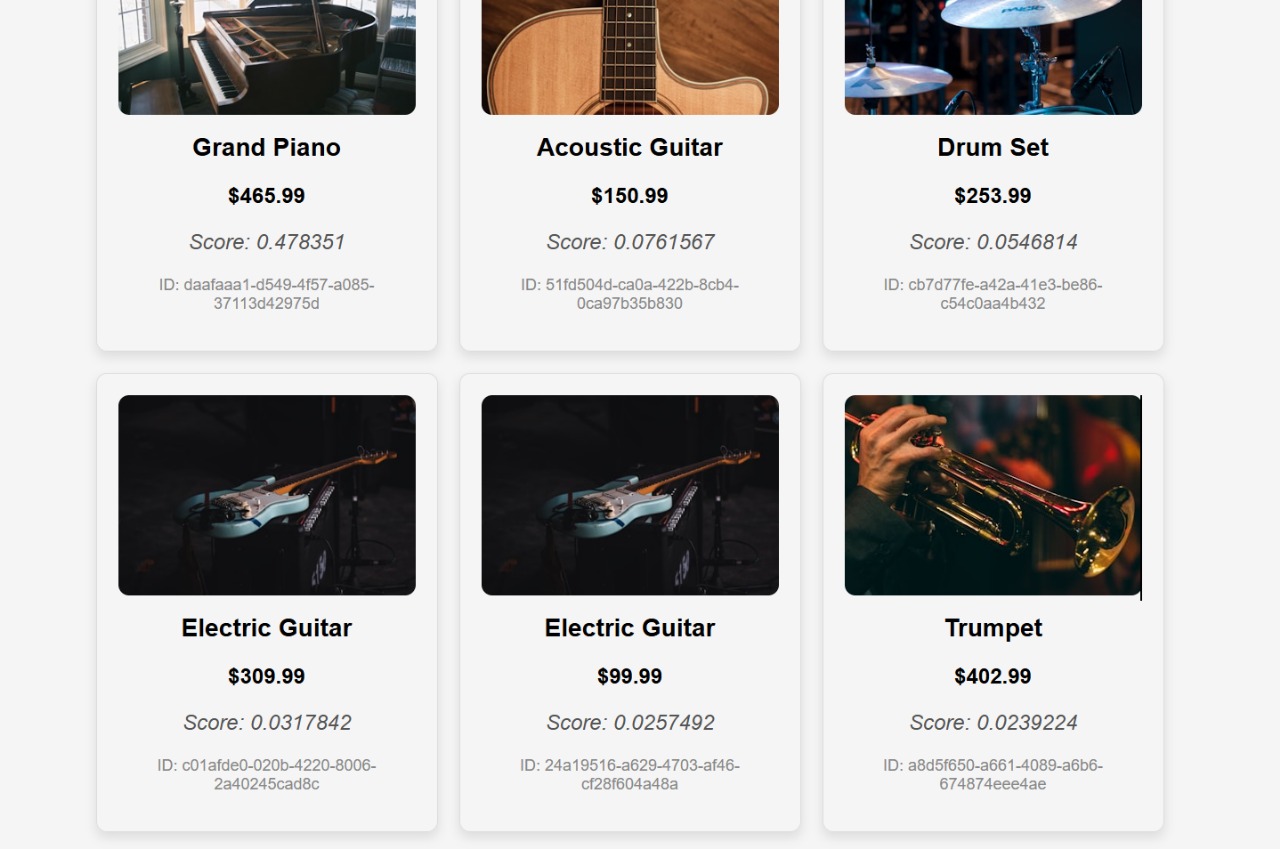 PAISTE
Grand Piano
$465.99
Score: 0.478351
ID: daafaaa1-d549-4f57-a085-
37113d42975d
Acoustic Guitar
$150.99
Score: 0.0761567
ID: 51fd504d-ca0a-422b-8cb4-
0ca97b35b830
Drum Set
$253.99
Score: 0.0546814
ID: cb7d77fe-a42a-41e3-be86-
c54c0aa4b432
Electric Guitar
$309.99
Score: 0.0317842
ID: c01afde0-020b-4220-8006-
2a40245cad8c
Electric Guitar
$99.99
Score: 0.0257492
ID: 24a19516-a629-4703-af46-
cf28f604a48a
Trumpet
$402.99
Score: 0.0239224
ID: a8d5f650-a661-4089-a6b6-
674874eee4ae